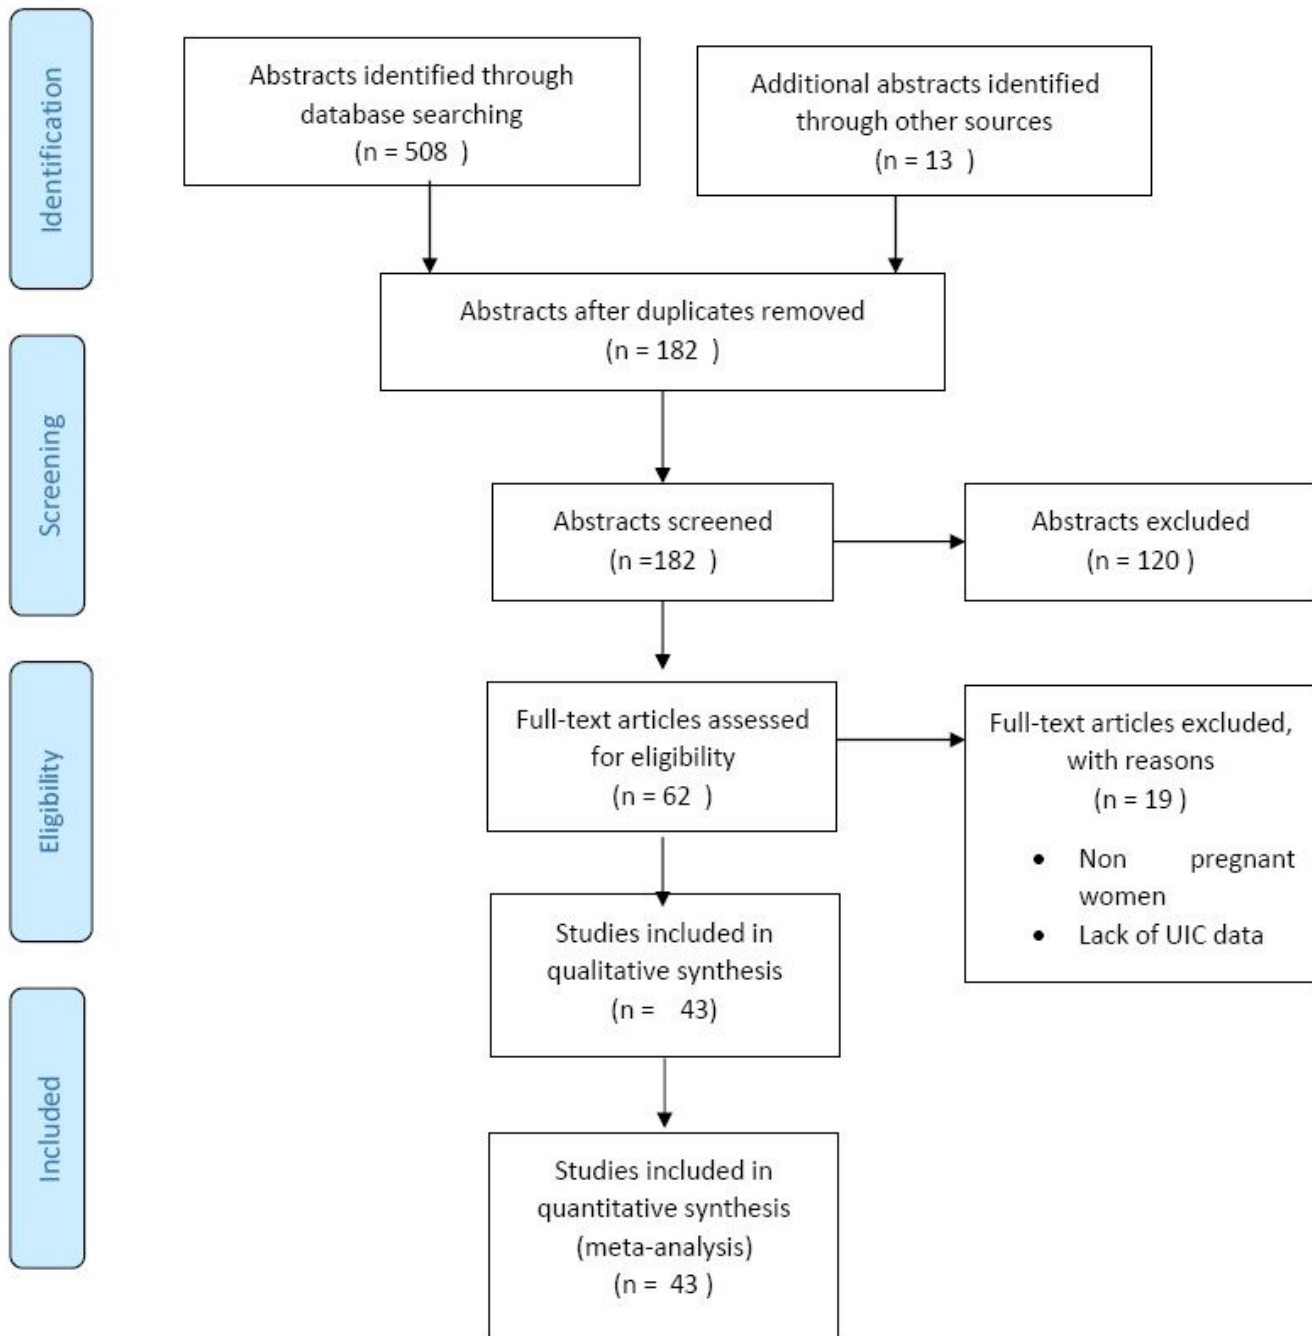 Identification
Abstracts identified through
database searching
(n = 508  )
Additional abstracts identified
through other sources
(n = 13  )
Abstracts after duplicates removed
(n = 182  )
Screening
Abstracts screened
(n =182  )
Abstracts excluded
(n = 120 )
Eligibility
Full-text articles assessed
for eligibility
(n = 62  )
Full-text articles excluded,
with reasons
(n = 19 )
• Non pregnant
women
• Lack of UIC data
Included
Studies included in
qualitative synthesis
(n =   43)
Studies included in
quantitative synthesis
(meta-analysis)
(n =  43 )